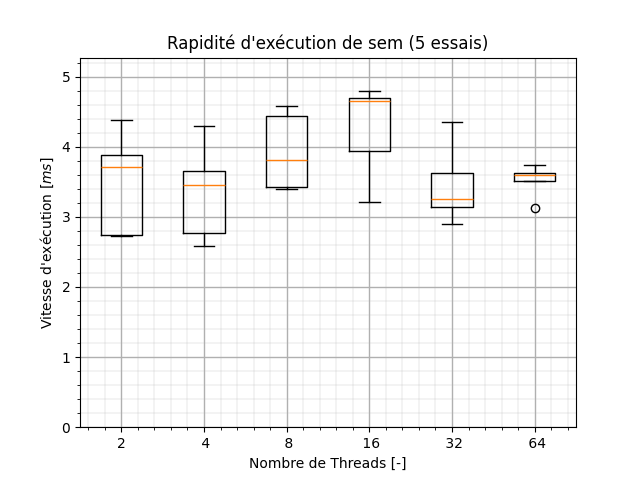 Rapidité d'exécution de sem (5 essais)
Vitesse d'exécution [ms]
5
4
3
2
1
0
2 4 8 16 32 64
Nombre de Threads [-]